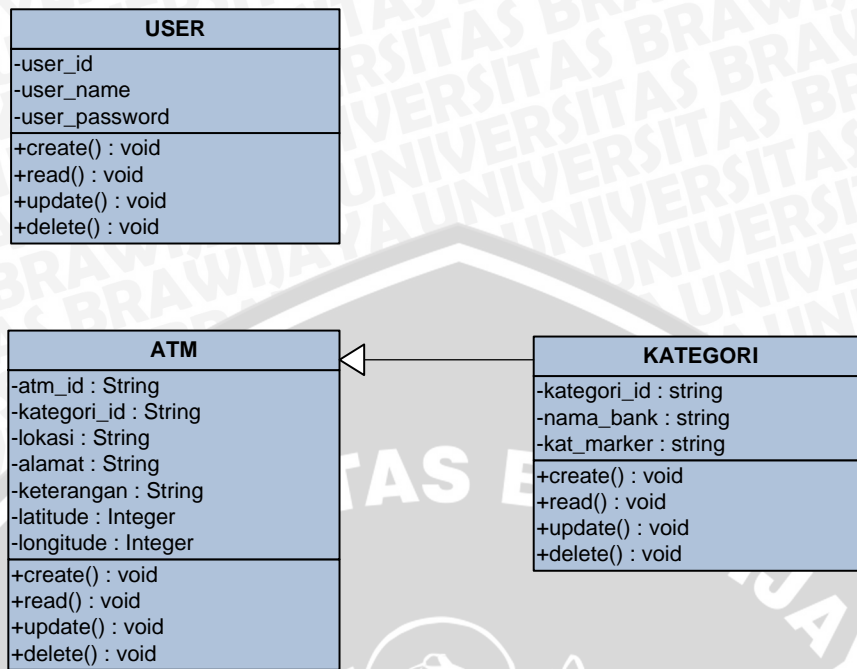 USER
-user_id
-user_name
-user_password
+create() : void
+read() : void
+update() : void
+delete() : void
ATM
-atm_id : String
-kategori_id : String
-lokasi : String
-alamat : String
-keterangan : String
-latitude : Integer
-longitude : Integer
+create() : void
+read() : void
+update() : void
+delete() : void
KATEGORI
-kategori_id : string
-nama_bank : string
-kat_marker : string
+create() : void
+read() : void
+update() : void
+delete() : void